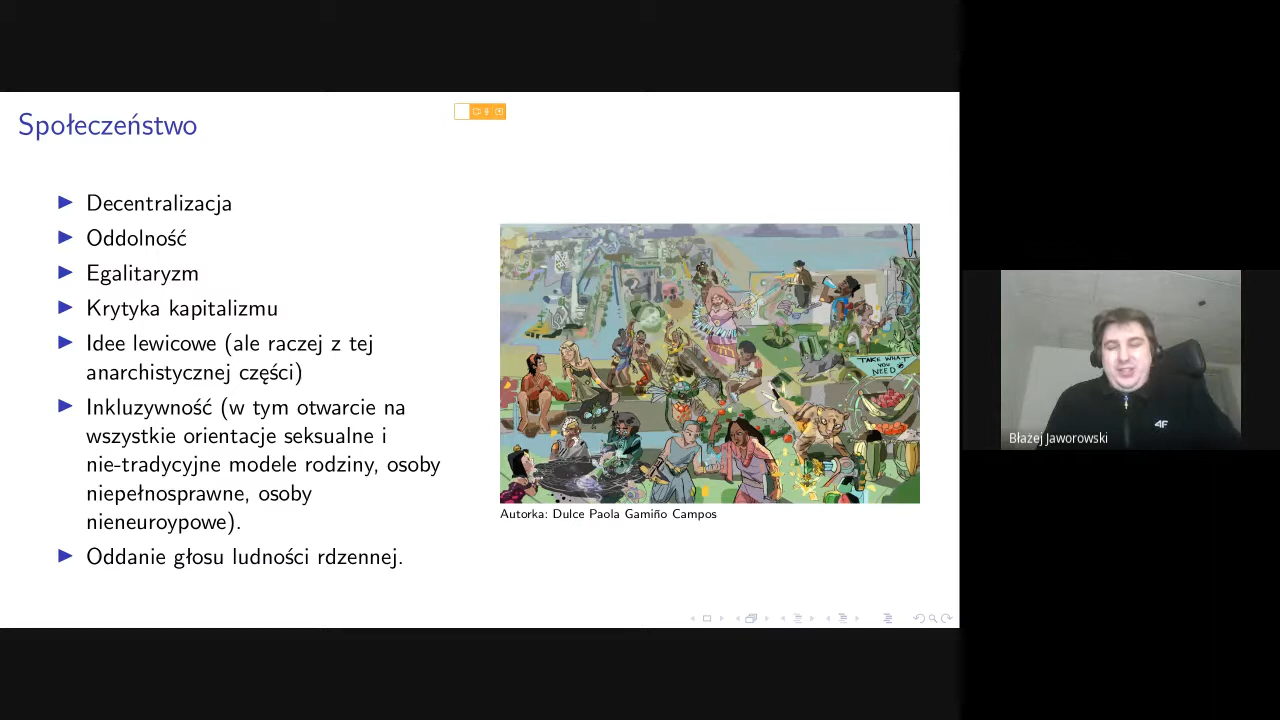 Społeczeństwo
Decentralizacja
Oddolność
Egalitaryzm
Krytyka kapitalizmu
Idee lewicowe (ale raczej z tej
anarchistycznej części)
Inkluzywność (w tym otwarcie na
wszystkie orientacje seksualne i
nie-tradycyjne modele rodziny, osoby
niepełnosprawne, osoby
nieneuroypowe).
Oddanie głosu ludności rdzennej.
TAKE WHAT
YOU
NEED
Autorka: Dulce Paola Gamiño Campos
4F
Błażej Jaworowski